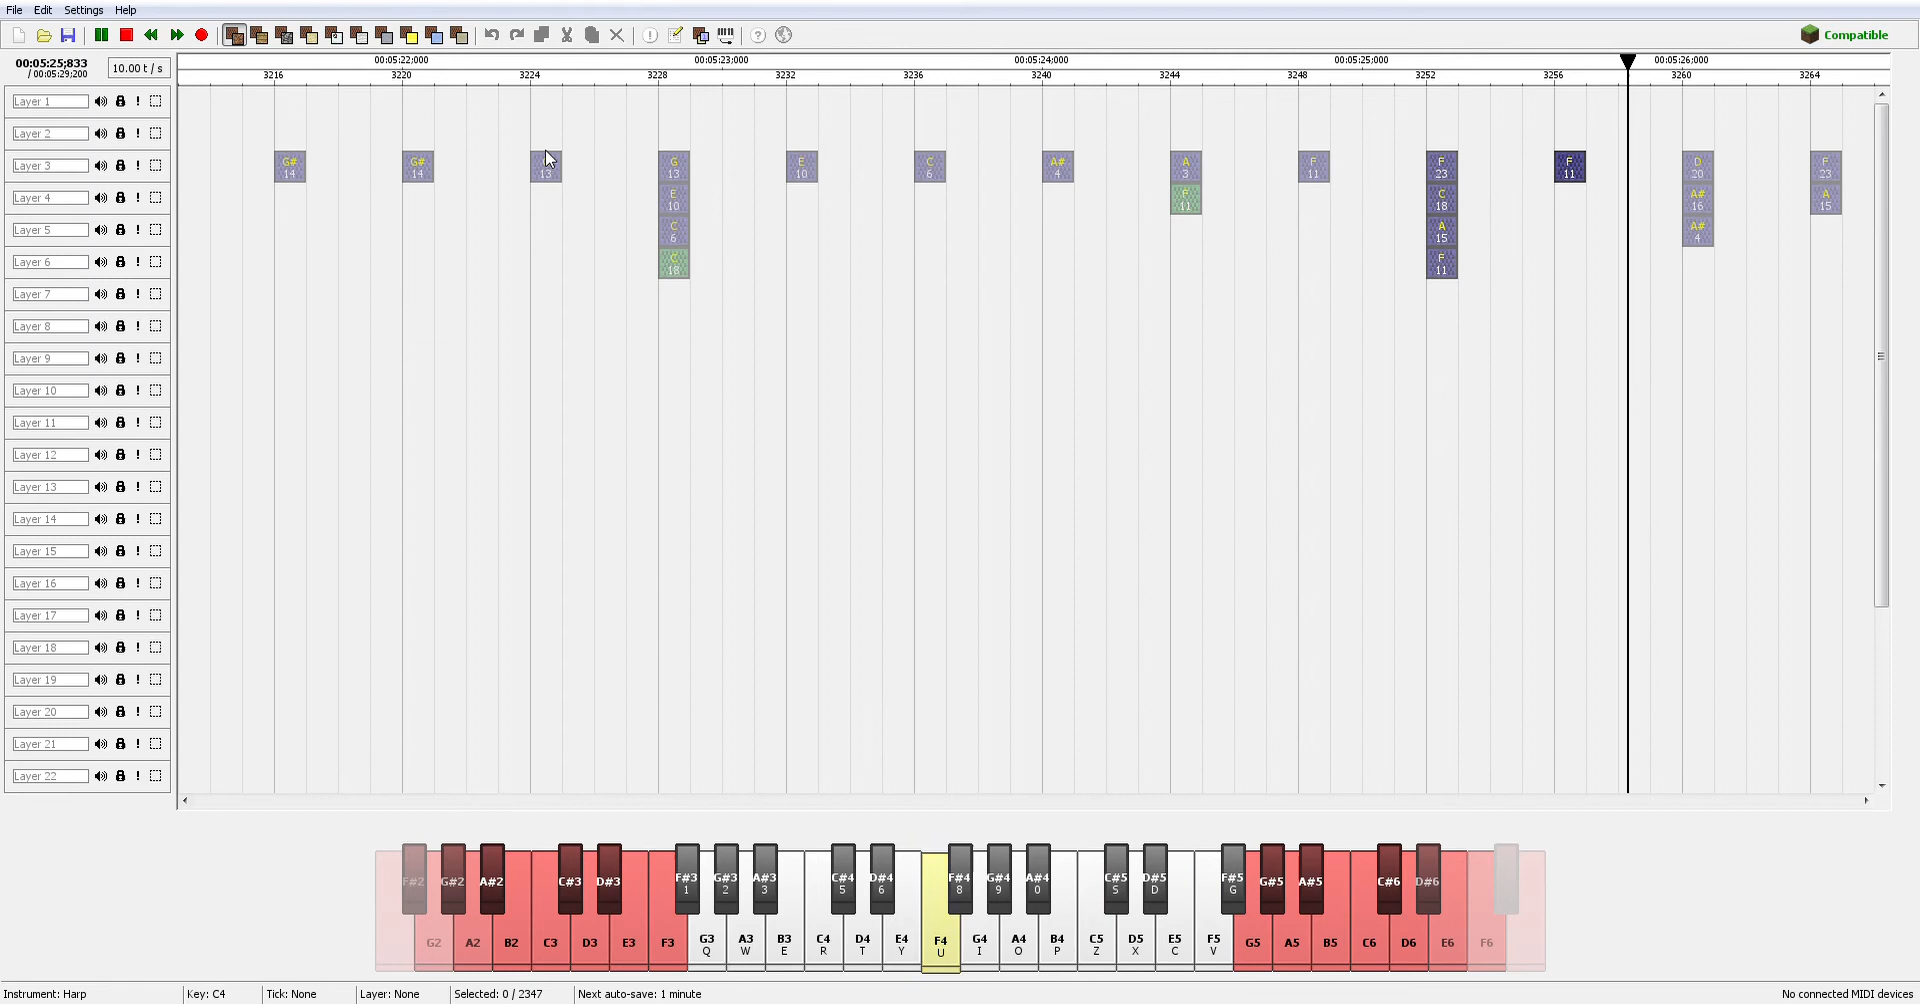 File Edit Settings Help
Compatible
00:05:25;833
/ 00:05:29;200
10.00 t / s
00:05:22;000 00:05:23;000 00:05:24;000 00:05:25;000 00:05:26;000
3216 3220 3224 3228 3232 3236 3240 3244 3248 3252 3256 3260 3264
Layer 1
Layer 2
Layer 3
G# G# G E C A# A F F F D F
14 14 13 13 10 6 4 3 11 23 11 20 23
Layer 4
E F C A# A
10 11 18 16 15
Layer 5
C A A#
6 15 4
Layer 6
C F
18 11
Layer 7
Layer 8
Layer 9
Layer 10
Layer 11
Layer 12
Layer 13
Layer 14
Layer 15
Layer 16
Layer 17
Layer 18
Layer 19
Layer 20
Layer 21
Layer 22
F#2 G#2 A#2 C#3 D#3 F#3 G#3 A#3 C#4 D#4 F#4 G#4 A#4 C#5 D#5 F#5 G#5 A#5 C#6 D#6
1 2 3 5 6 8 9 0 S D G
G2 A2 B2 C3 D3 E3 F3 G3 A3 B3 C4 D4 E4 F4 G4 A4 B4 C5 D5 E5 F5 G5 A5 B5 C6 D6 E6 F6
Q W E R T Y U I O P Z X C V
Instrument: Harp Key: C4 Tick: None Layer: None Selected: 0 / 2347 Next auto-save: 1 minute No connected MIDI devices